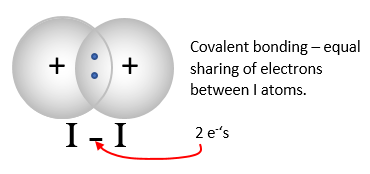 + : +
Covalent bonding – equal
sharing of electrons
between I atoms.
I – I
2 e-‘s